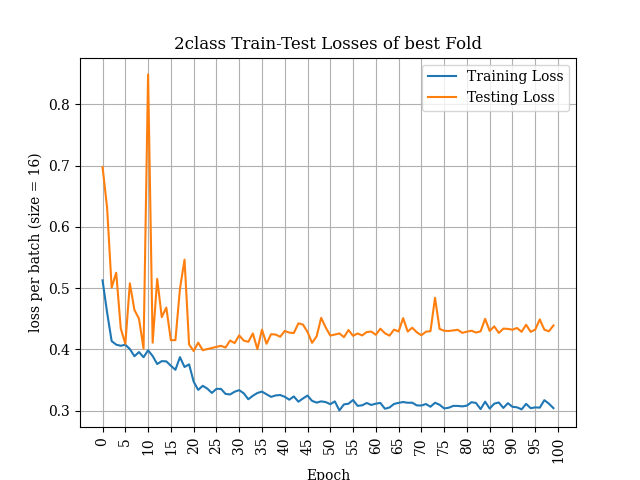 2class Train-Test Losses of best Fold
Training Loss
Testing Loss
loss per batch (size = 16)
0.8
0.7
0.6
0.5
0.4
0.3
0 5 10 15 20 25 30 35 40 45 50 55 60 65 70 75 80 85 90 95 100
Epoch